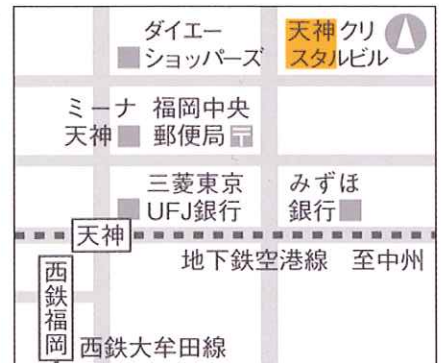 ダイエー
ショッパーズ
天神クリ
スタルビル
ミーナ
天神
福岡中央
郵便局〒
三菱東京
UFJ銀行
みずほ
銀行
天神
地下鉄空港線 至中州
西鉄福岡
西鉄大牟田線